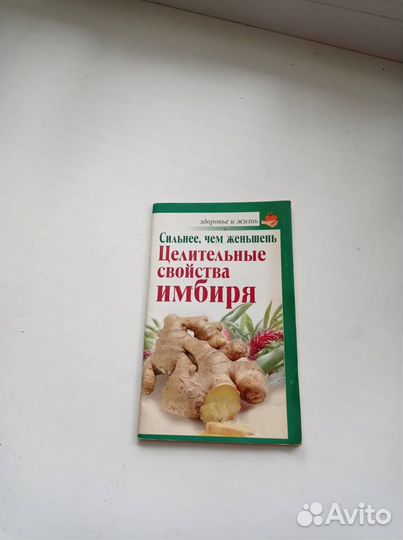 здоровье и жизнь
Сильнее, чем женьшень
Целительные
свойства
имбиря
Avito